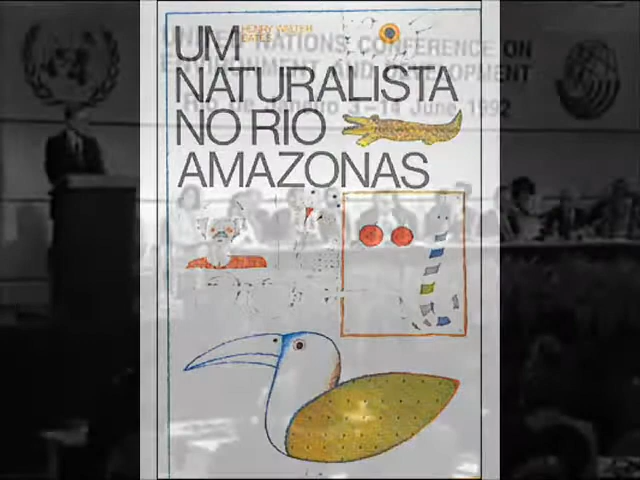 HENRY WALTER
BATES
UM
NATURALISTA
NO RIO
AMAZONAS
UNITED NATIONS CONFERENCE ON
ENVIRONMENT AND DEVELOPMENT
Rio de Janeiro 3-14 June 1992